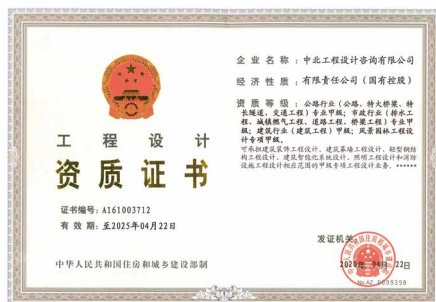 工程设计
资质证书
证书编号：A161003712
有效期：至2025年04月22日
中华人民共和国住房和城乡建设部制
企业名称：中北工程设计咨询有限公司
经济性质：有限责任公司（国有控股）
资质等级：公路行业（公路、特大桥梁、特
长隧道、交通工程）专业甲级；市政行业（排水工
程、城镇燃气工程、道路工程、桥梁工程）专业甲
级；建筑行业（建筑工程）甲级；风景园林工程设
计专项甲级。
可承担建筑装饰工程设计、建筑幕墙工程设计、轻型钢结
构工程设计、建筑智能化系统设计、照明工程设计和消防
设施工程设计相应范围的甲级专项工程设计业务。******
发证机关
2020年 04月 22日
No.AZ 0099398